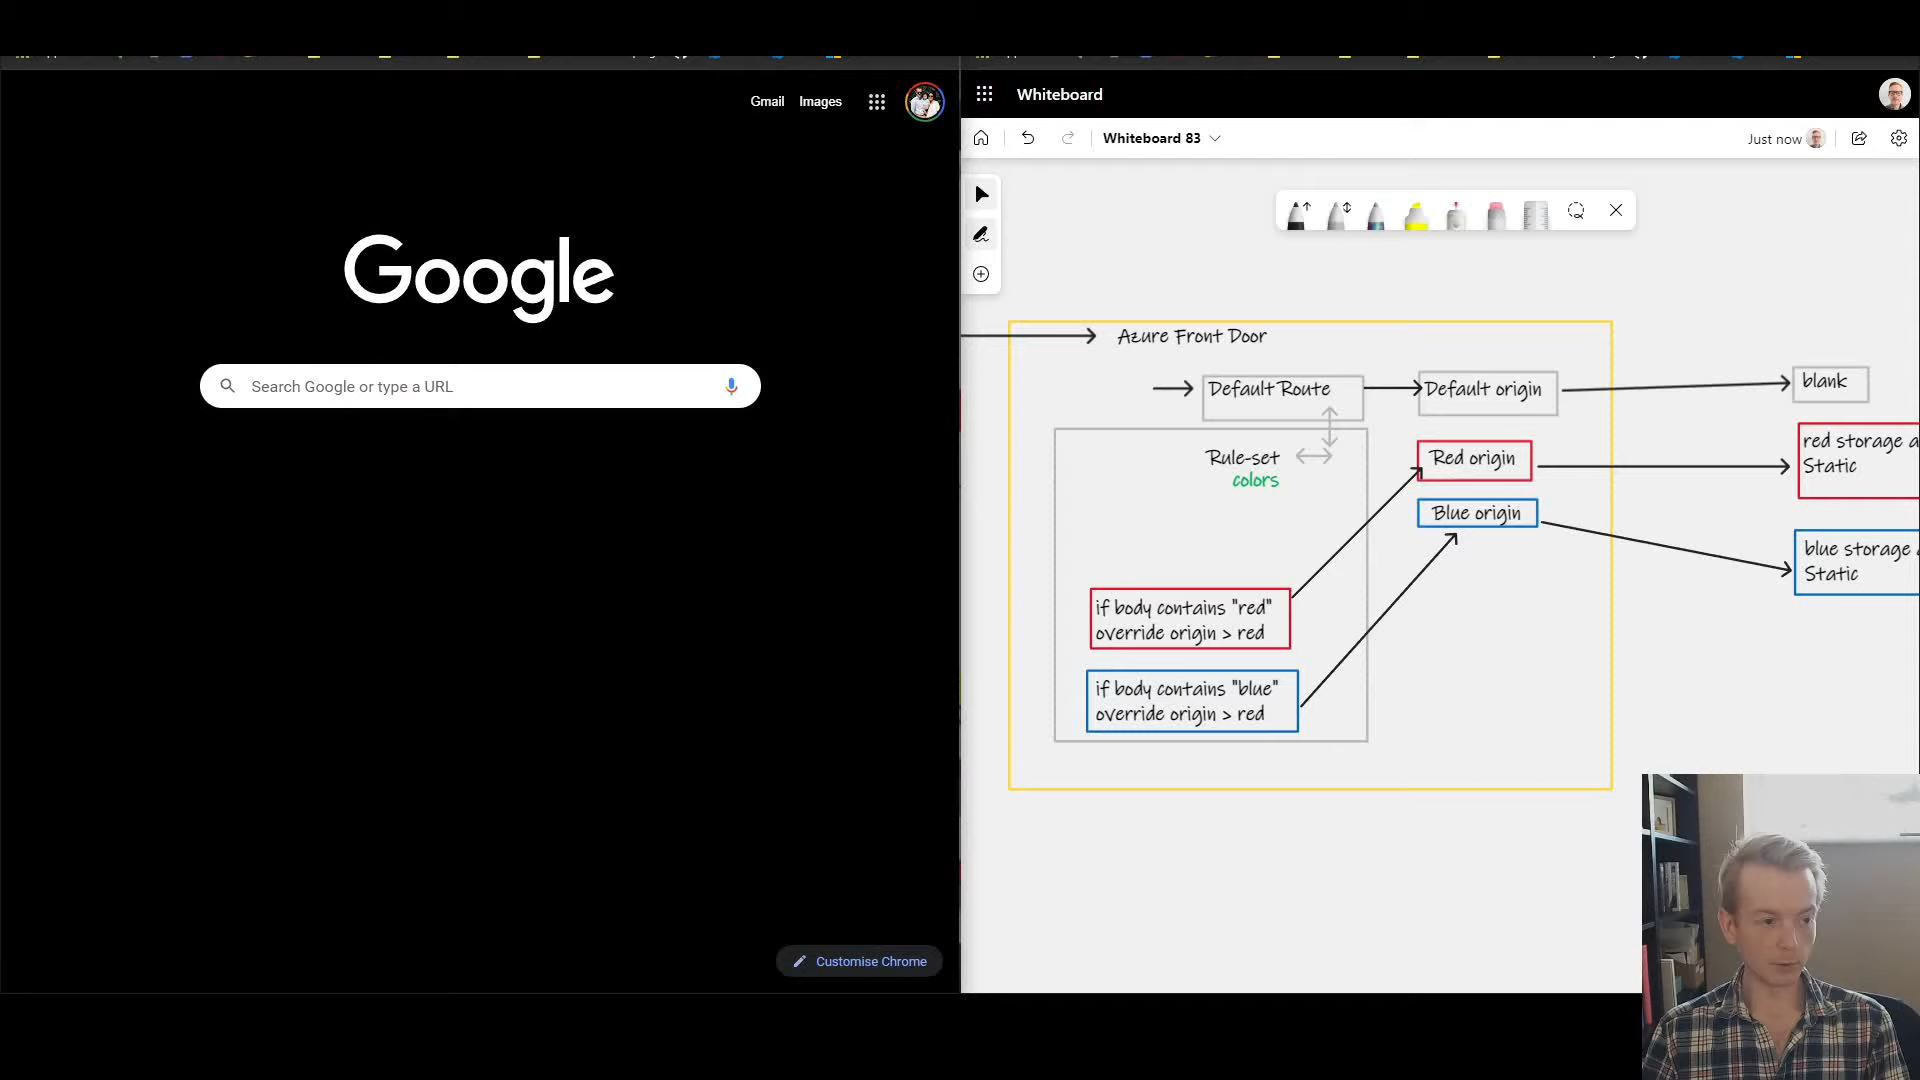 Gmail Images
Google
Search Google or type a URL
Customise Chrome
Whiteboard
Whiteboard 83
Just now
Azure Front Door
Default Route
Default origin
blank
Rule-set
colors
Red origin
red storage
Static
Blue origin
blue storage
Static
if body contains "red"
override origin > red
if body contains "blue"
override origin > red